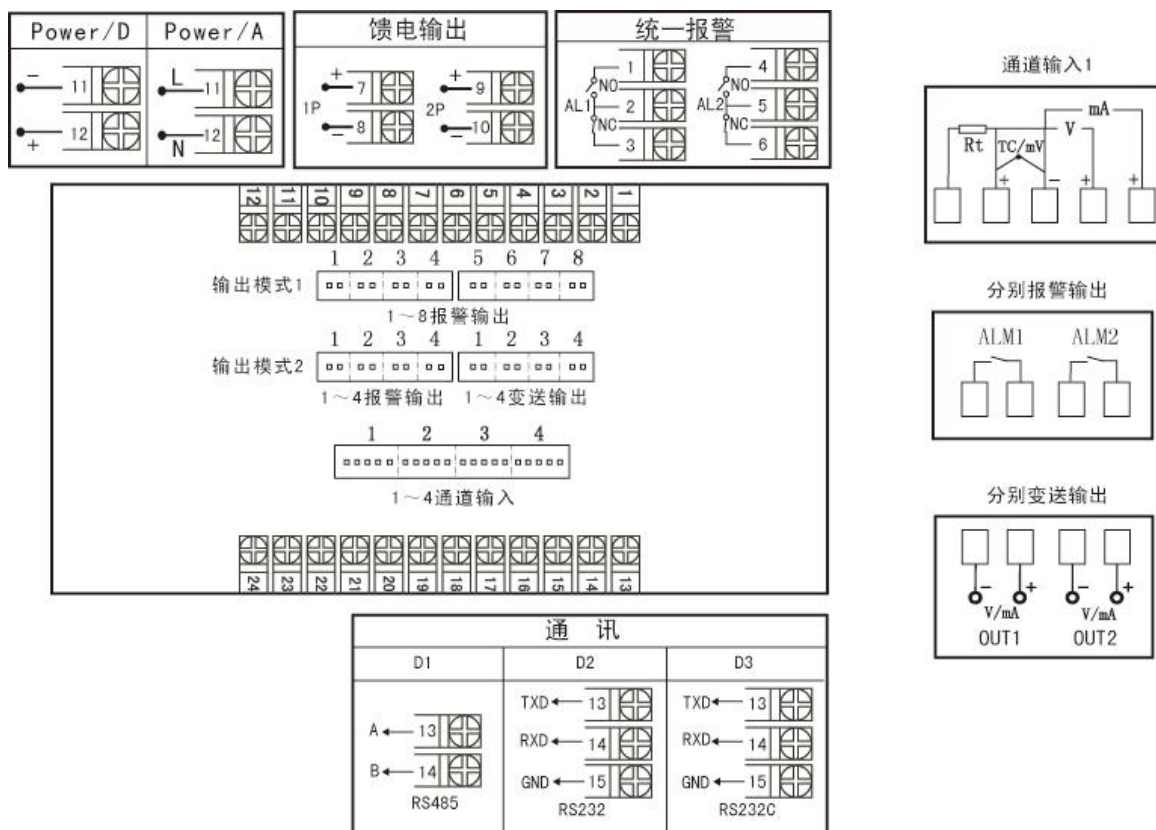 Power/D Power/A
- 11 L 11
+ 12 N 12
馈电输出
+ 7 + 9
1P 2P
- 8 - 10
统一报警
1 4
NO NO
AL1 2 AL2 5
NC NC
3 6
12 11 10 9 8 7 6 5 4 3 2 1
1 2 3 4 5 6 7 8
输出模式1
1～8报警输出
1 2 3 4 1 2 3 4
输出模式2
1～4报警输出 1～4变送输出
1 2 3 4
1～4通道输入
24 23 22 21 20 19 18 17 16 15 14 13
通 讯
D1 D2 D3
A 13
B 14
RS485
TXD 13
RXD 14
GND 15
RS232
TXD 13
RXD 14
GND 15
RS232C
通道输入1
mA
V
Rt TC/mV
+ - + +
分别报警输出
ALM1 ALM2
分别变送输出
- + - +
V/mA V/mA
OUT1 OUT2